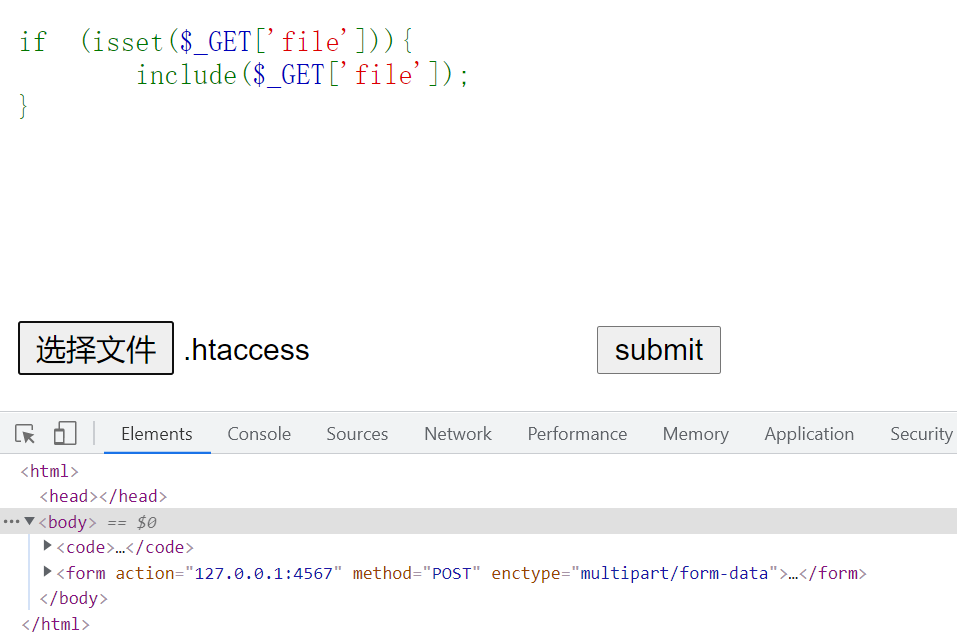 if  (isset($_GET['file'])){
        include($_GET['file']);
}
选择文件 .htaccess submit
Elements Console Sources Network Performance Memory Application Security
<html>
<head></head>
••• ▼<body> == $0
▶<code>…</code>
▶<form action="127.0.0.1:4567" method="POST" enctype="multipart/form-data">…</form>
</body>
</html>